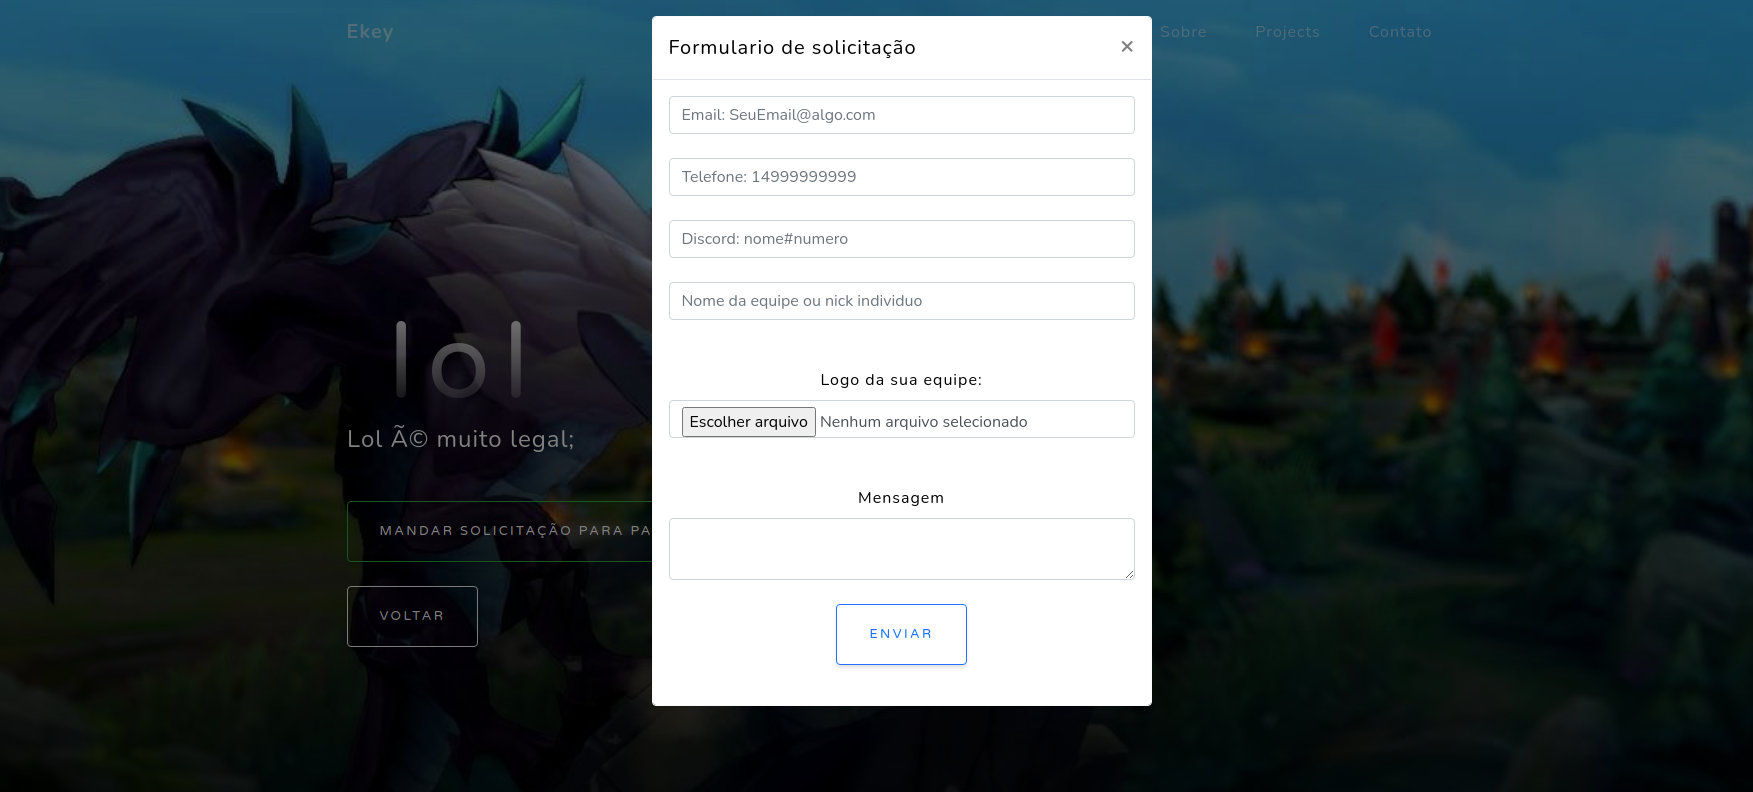 Ekey
Sobre
Projects
Contato
Formulario de solicitação
×
Email: SeuEmail@algo.com
Telefone: 14999999999
Discord: nome#numero
Nome da equipe ou nick individuo
Logo da sua equipe:
Escolher arquivo Nenhum arquivo selecionado
Mensagem
ENVIAR
lol
Lol Ã© muito legal;
MANDAR SOLICITAÇÃO PARA PA
VOLTAR